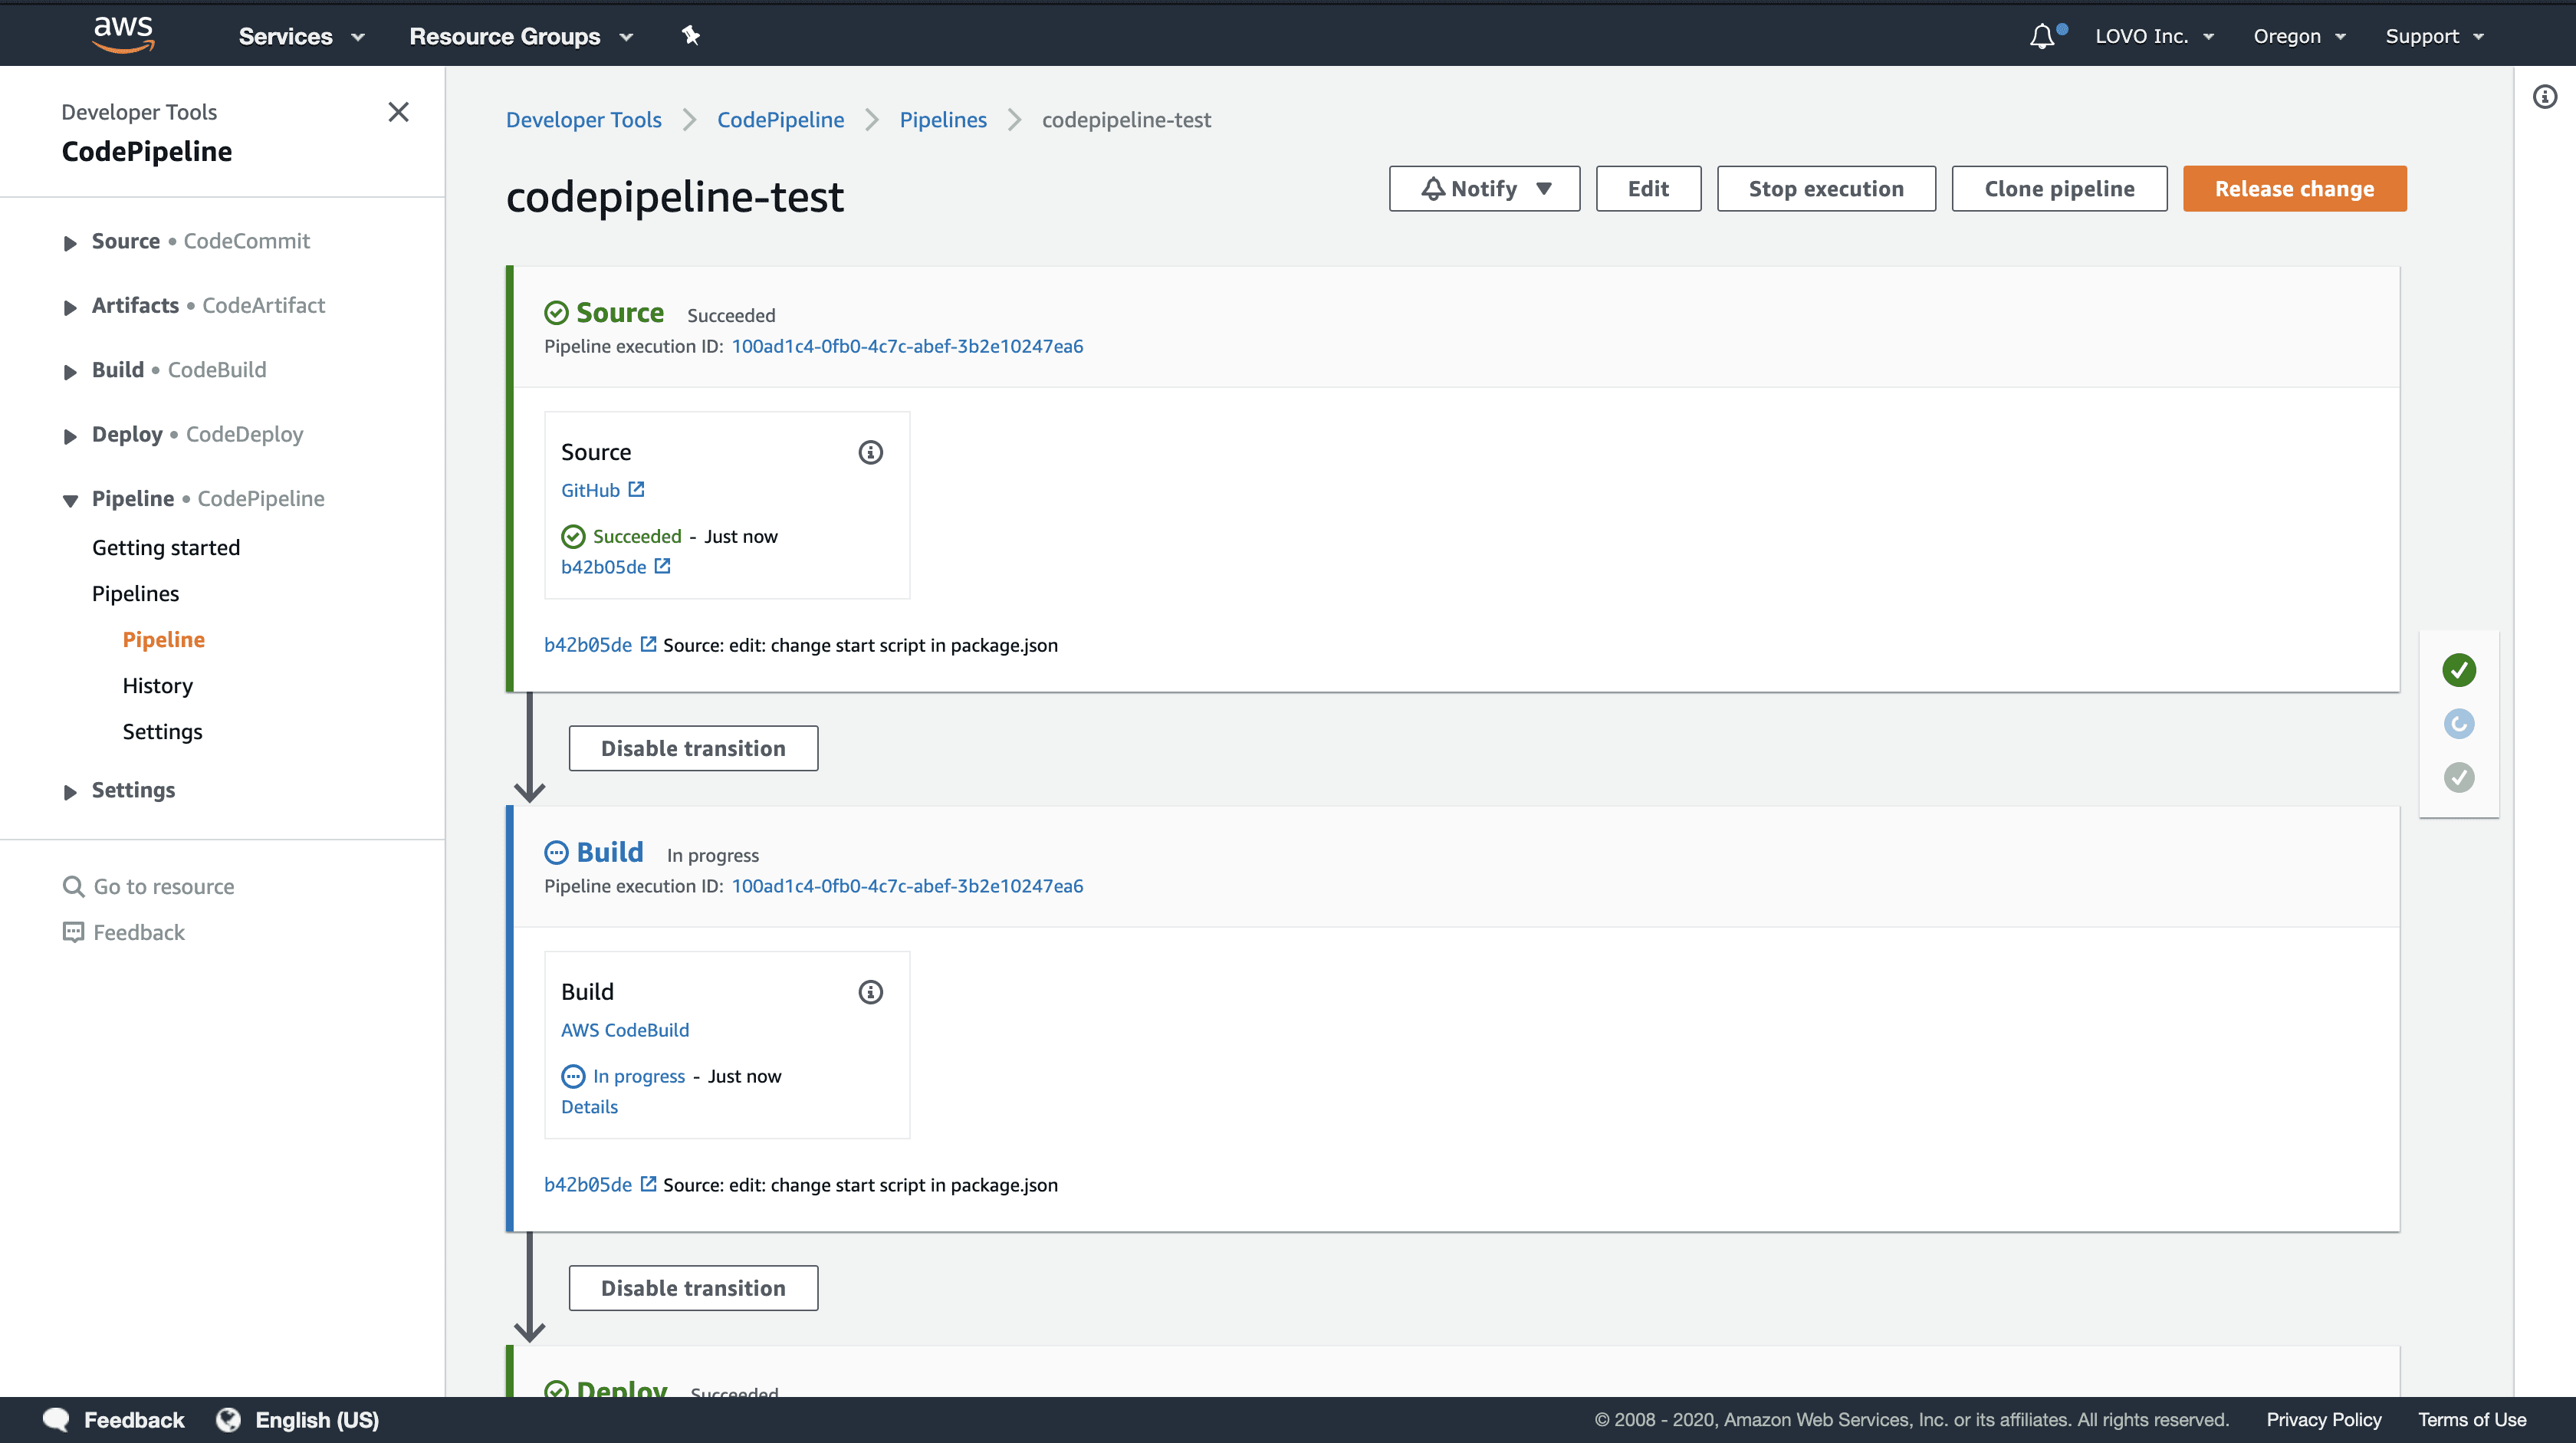 aws
Services
Resource Groups
LOVO Inc.
Oregon
Support
Developer Tools
CodePipeline
Source • CodeCommit
Artifacts • CodeArtifact
Build • CodeBuild
Deploy • CodeDeploy
Pipeline • CodePipeline
Getting started
Pipelines
Pipeline
History
Settings
Settings
Go to resource
Feedback
Developer Tools
CodePipeline
Pipelines
codepipeline-test
codepipeline-test
Notify
Edit
Stop execution
Clone pipeline
Release change
Source Succeeded
Pipeline execution ID: 100ad1c4-0fb0-4c7c-abef-3b2e10247ea6
Source
GitHub
Succeeded - Just now
b42b05de
b42b05de Source: edit: change start script in package.json
Disable transition
Build In progress
Pipeline execution ID: 100ad1c4-0fb0-4c7c-abef-3b2e10247ea6
Build
AWS CodeBuild
In progress - Just now
Details
b42b05de Source: edit: change start script in package.json
Disable transition
Deploy Succeeded
Feedback
English (US)
© 2008 - 2020, Amazon Web Services, Inc. or its affiliates. All rights reserved.
Privacy Policy
Terms of Use